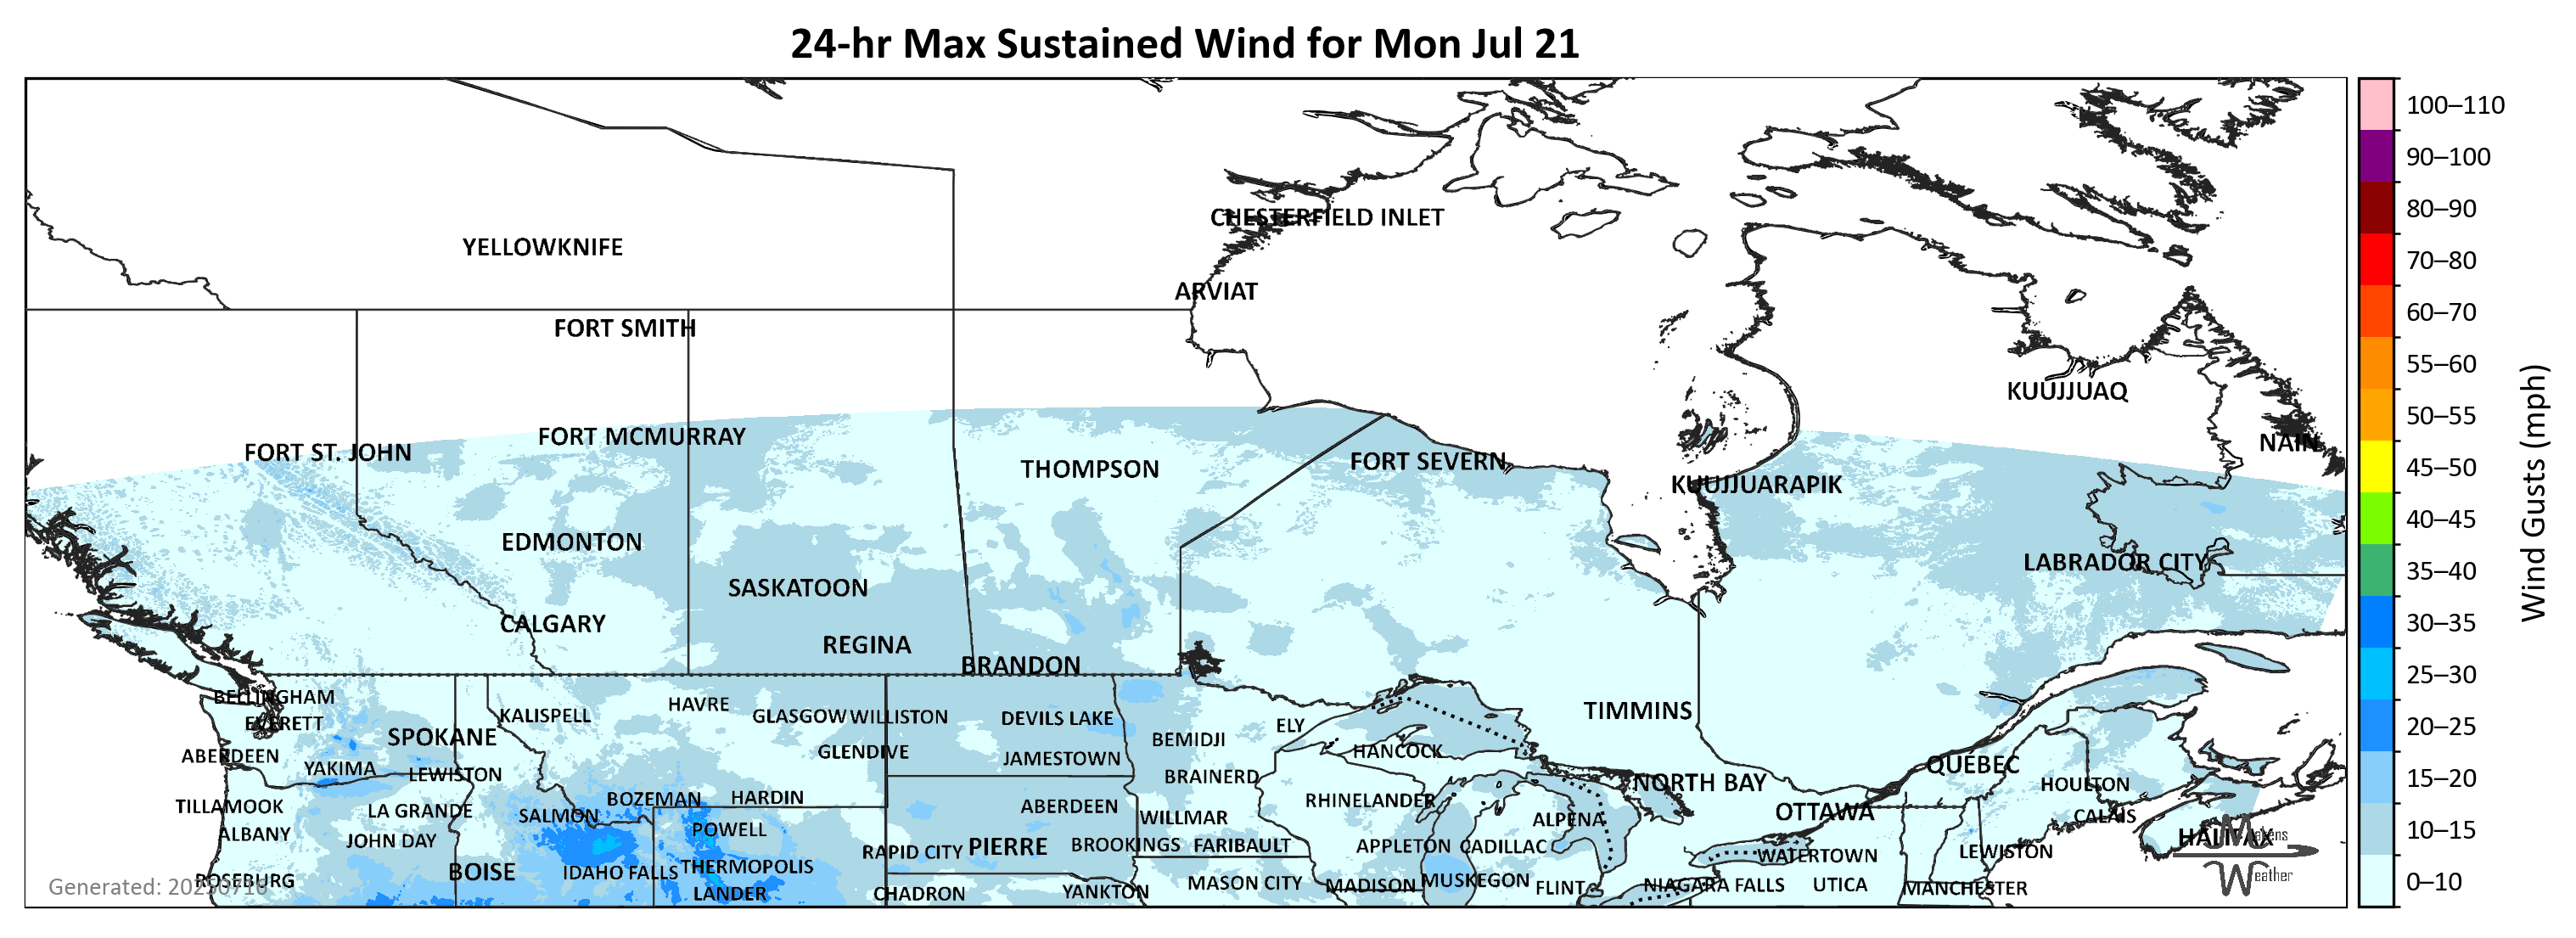 24-hr Max Sustained Wind for Mon Jul 21
100–110
90–100
80–90
70–80
60–70
55–60
50–55
45–50
40–45
35–40
30–35
25–30
20–25
15–20
10–15
0–10
Wind Gusts (mph)
CHESTERFIELD INLET
YELLOWKNIFE
ARVIAT
FORT SMITH
KUUJJUAQ
FORT MCMURRAY
NAIN
FORT ST. JOHN
FORT SEVERN
THOMPSON
KUUJJUARAPIK
EDMONTON
LABRADOR CITY
SASKATOON
CALGARY
REGINA
BRANDON
BELLINGHAM
HAVRE
TIMMINS
KALISPELL
GLASGOW
WILLISTON
DEVILS LAKE
EVERETT
ELY
SPOKANE
BEMIDJI
HANCOCK
GLENDIVE
ABERDEEN
JAMESTOWN
QUÉBEC
YAKIMA
LEWISTON
BRAINERD
NORTH BAY
HOULTON
BOZEMAN
HARDIN
RHINELANDER
TILLAMOOK
ABERDEEN
LA GRANDE
OTTAWA
SALMON
WILLMAR
CALAIS
ALPENA
POWELL
ALBANY
HALIFAX
Makens
Weather
JOHN DAY
PIERRE
BROOKINGS
FARIBAULT
APPLETON
CADILLAC
RAPID CITY
LEWISTON
WATERTOWN
THERMOPOLIS
BOISE
IDAHO FALLS
ROSEBURG
MUSKEGON
MASON CITY
MADISON
NIAGARA FALLS
UTICA
Generated: 20250718
FLINT
MANCHESTER
YANKTON
LANDER
CHADRON